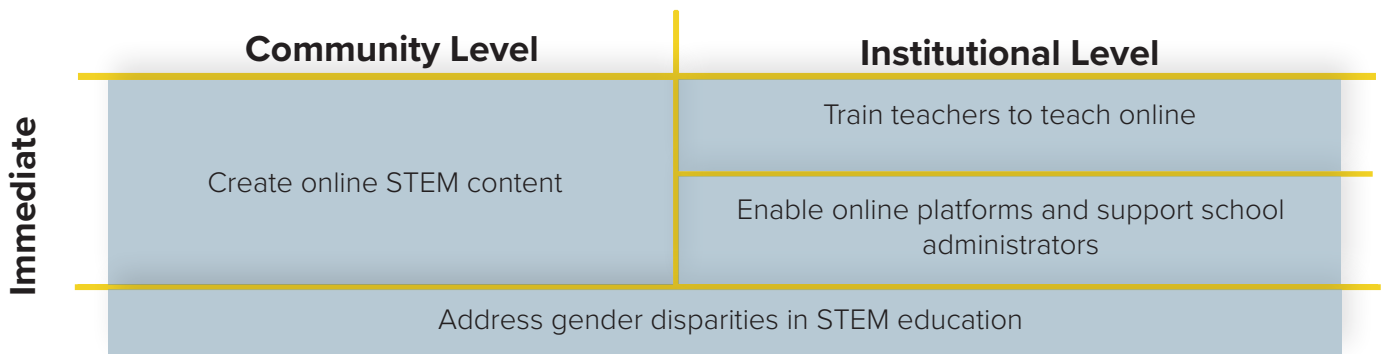 Community Level
Institutional Level
Immediate
Create online STEM content
Train teachers to teach online
Enable online platforms and support school
administrators
Address gender disparities in STEM education